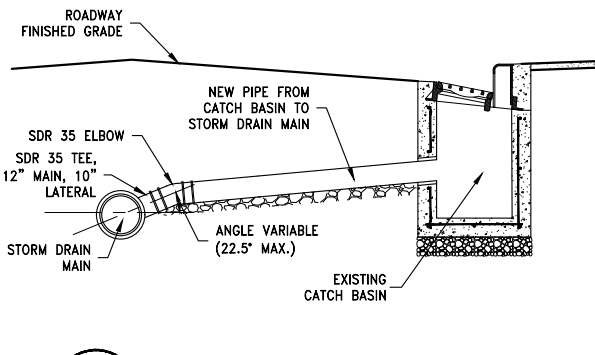 ROADWAY
FINISHED GRADE
NEW PIPE FROM
CATCH BASIN TO
STORM DRAIN MAIN
SDR 35 ELBOW
SDR 35 TEE,
12" MAIN, 10"
LATERAL
STORM DRAIN
MAIN
ANGLE VARIABLE
(22.5° MAX.)
EXISTING
CATCH BASIN